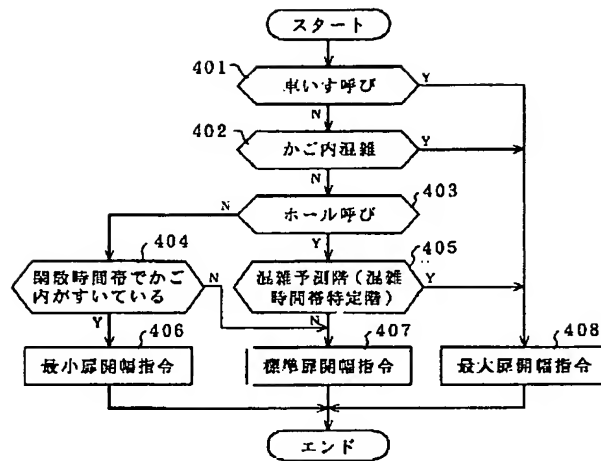 スタート
401
車いす呼び
Y
N
402
かご内混雑
Y
N
403
ホール呼び
N
Y
404
閑散時間帯でかご
内がすいている
N
Y
405
混雑予測階(混雑
時間帯特定階)
Y
N
406
最小扉開幅指令
407
標準扉開幅指令
408
最大扉開幅指令
エンド